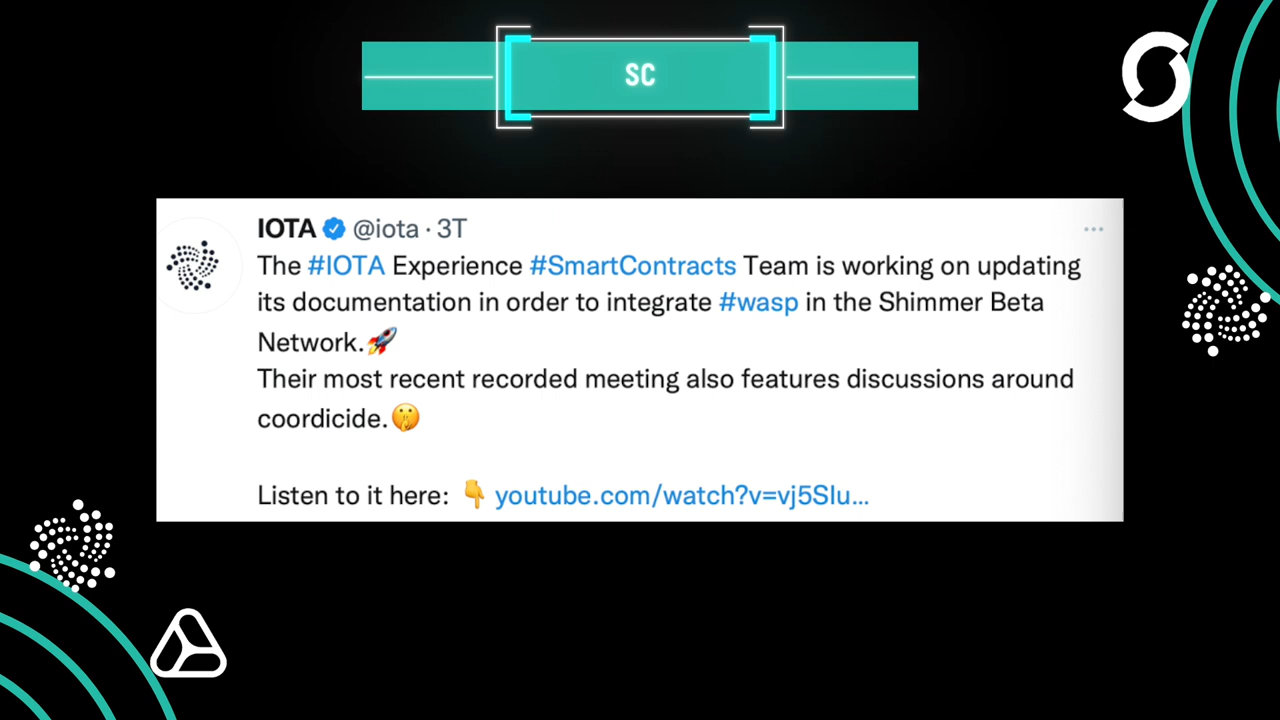 SC
IOTA @iota · 3T
The #IOTA Experience #SmartContracts Team is working on updating
its documentation in order to integrate #wasp in the Shimmer Beta
Network.🚀
Their most recent recorded meeting also features discussions around
coordicide.🤫
Listen to it here: 👇 youtube.com/watch?v=vj5Slu...